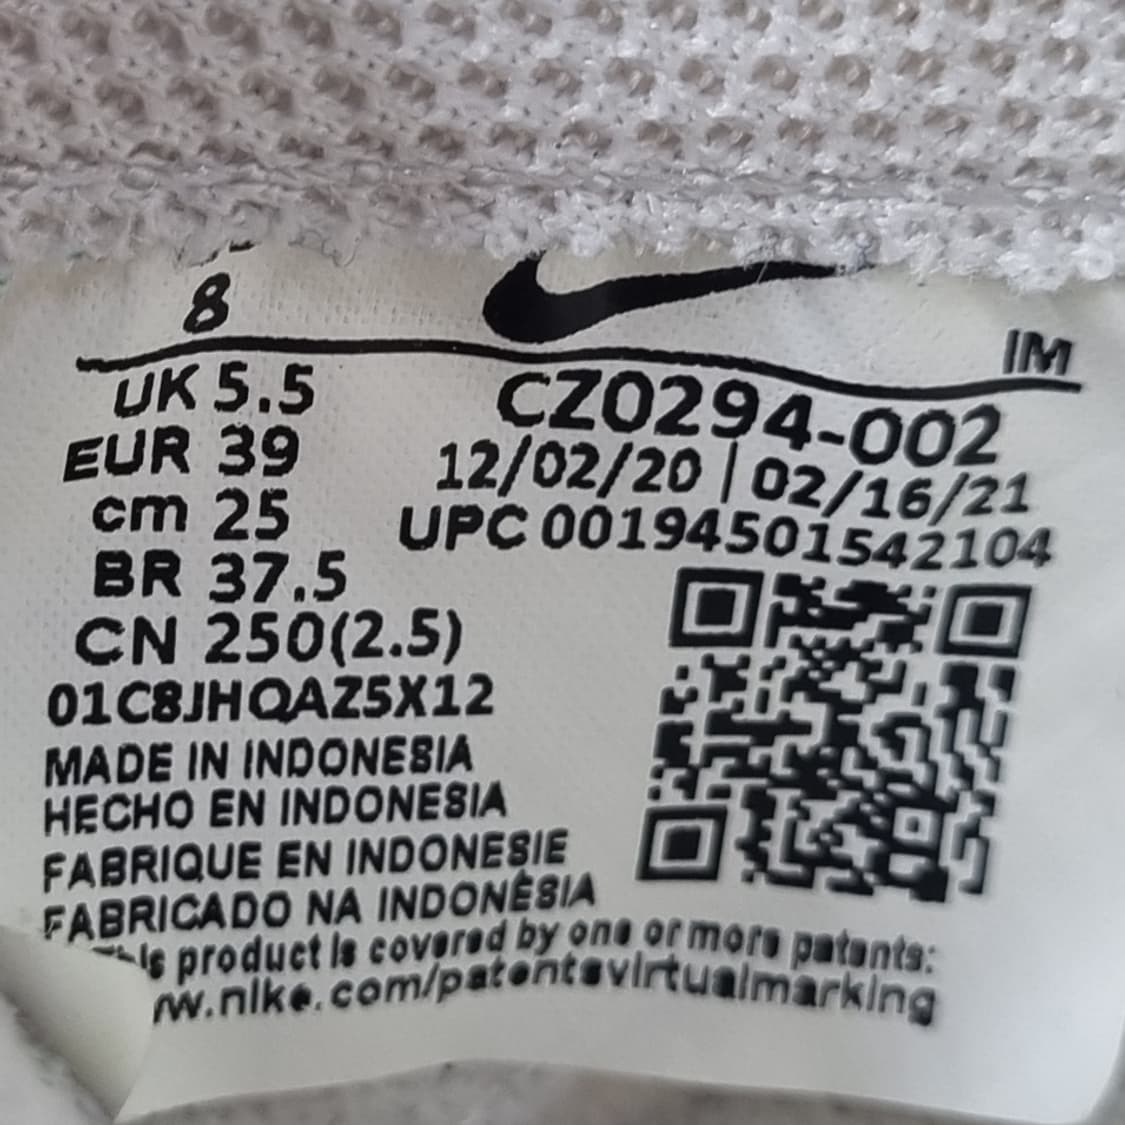 8
IM
UK 5.5
EUR 39
cm 25
BR 37.5
CN 250(2.5)
CZ0294-002
12/02/20 | 02/16/21
UPC 00194501542104
01C8JHQAZ5X12
MADE IN INDONESIA
HECHO EN INDONESIA
FABRIQUE EN INDONESIE
FABRICADO NA INDONÉSIA
This product is covered by one or more patents:
w.nike.com/patentsvirtualmarking